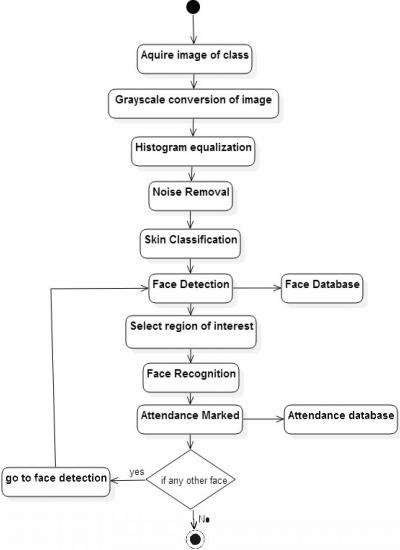 Aquire image of class
Grayscale conversion of image
Histogram equalization
Noise Removal
Skin Classification
Face Detection
Face Database
Select region of interest
Face Recognition
Attendance Marked
Attendance database
yes
if any other face
go to face detection
No